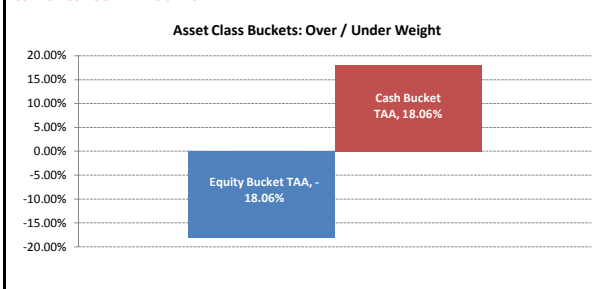 Asset Class Buckets: Over / Under Weight
20.00%
15.00%
10.00%
5.00%
0.00%
-5.00%
-10.00%
-15.00%
-20.00%
Cash Bucket
TAA, 18.06%
Equity Bucket TAA, -
18.06%